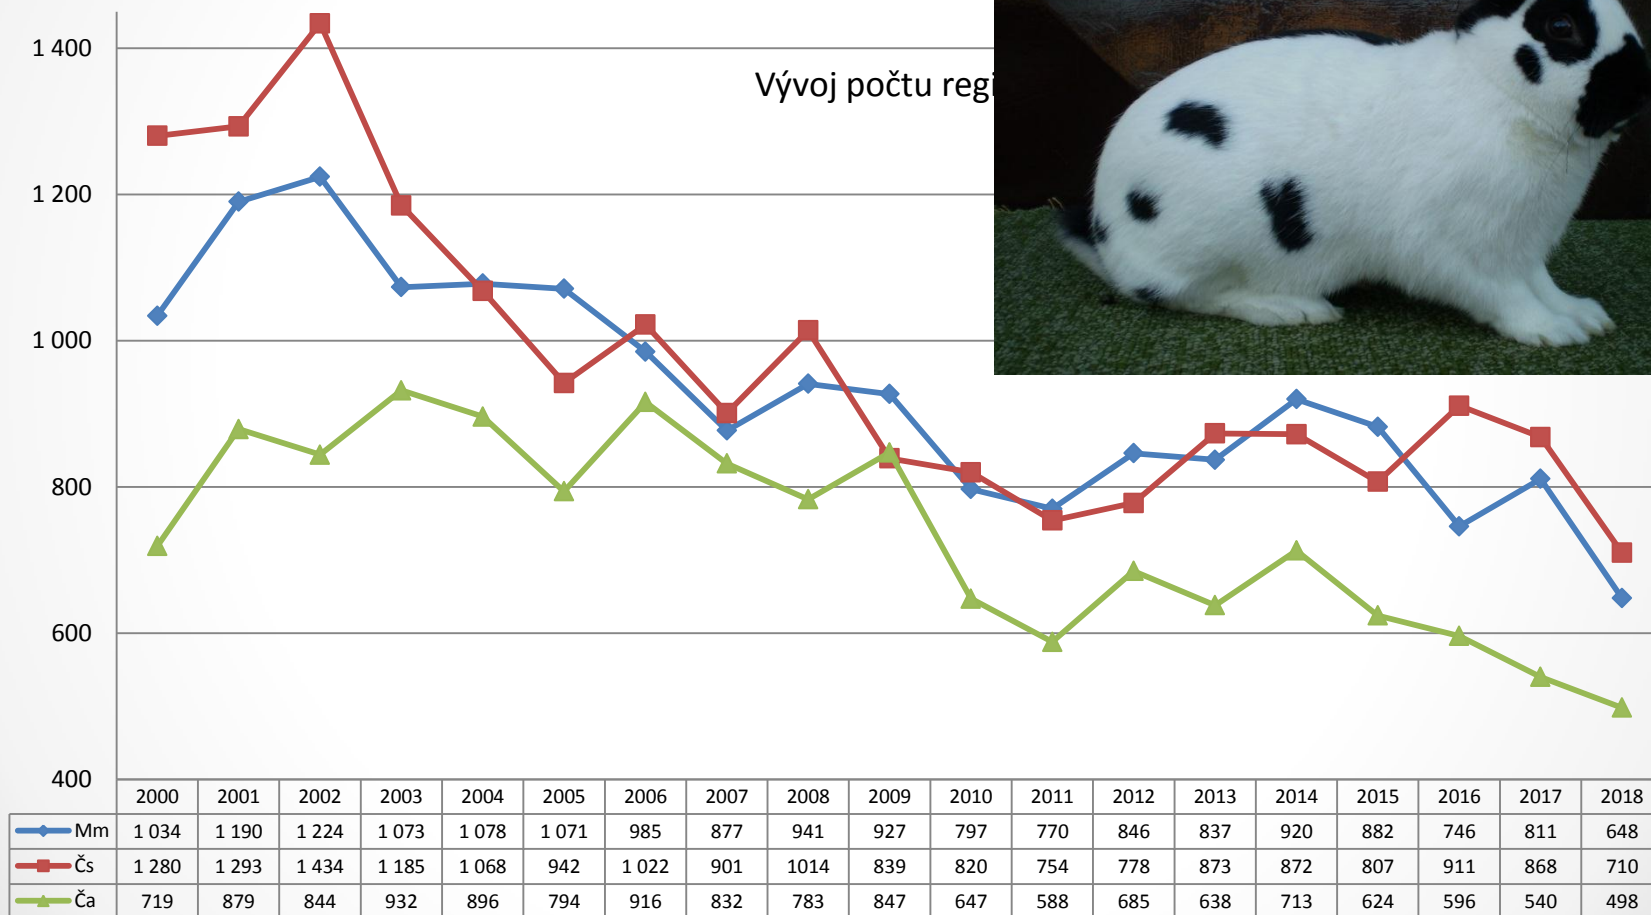 1 400
Vývoj počtu
1 200
1 000
800
600
400
2000 2001 2002 2003 2004 2005 2006 2007 2008 2009 2010 2011 2012 2013 2014 2015 2016 2017 2018
Mm 1 034 1 190 1 224 1 073 1 078 1 071 985 877 941 927 797 770 846 837 920 882 746 811 648
Čs 1 280 1 293 1 434 1 185 1 068 942 1 022 901 1014 839 820 754 778 873 872 807 911 868 710
Ča 719 879 844 932 896 794 916 832 783 847 647 588 685 638 713 624 596 540 498